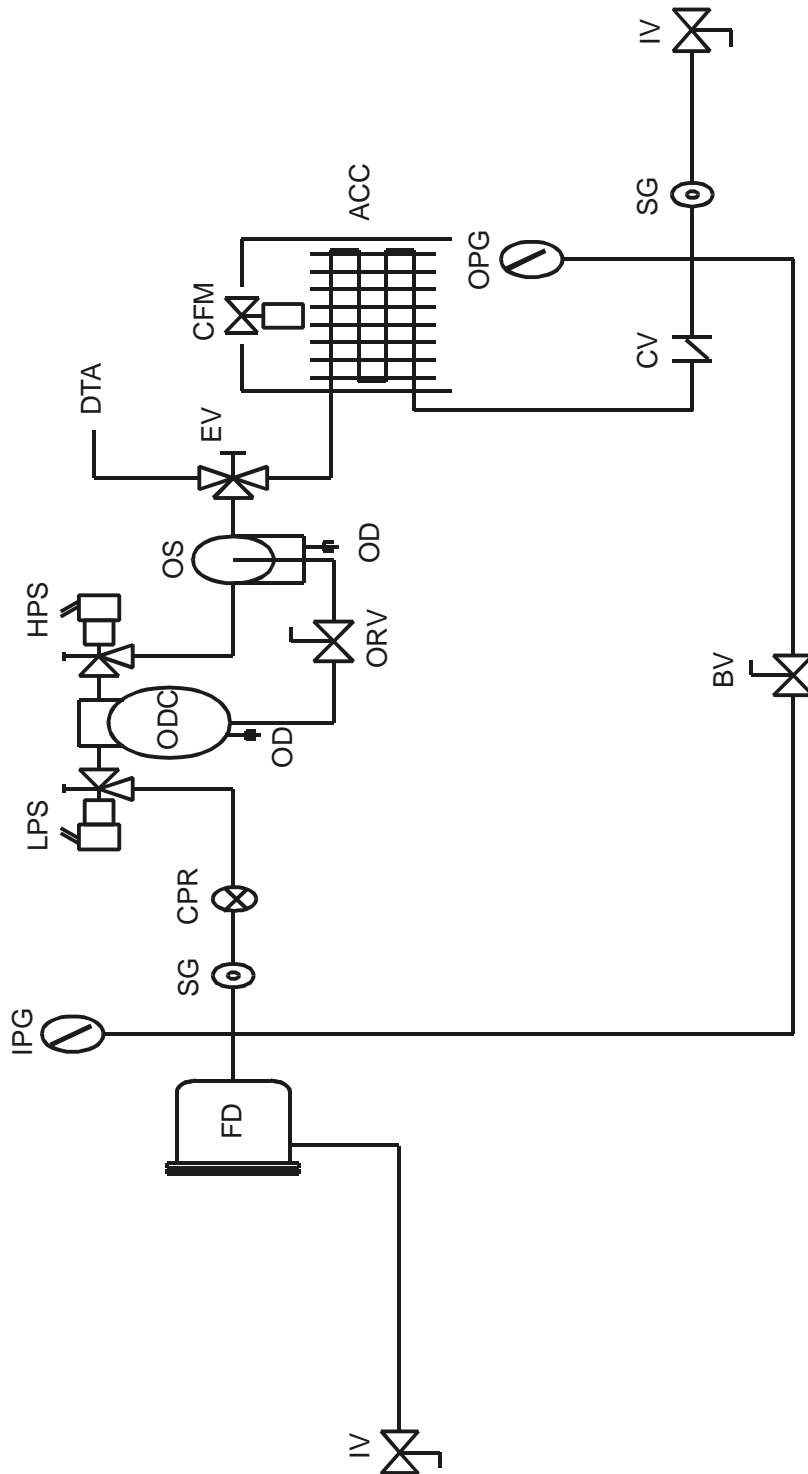 IV
SG
ACC
OPG
CFM
CV
DTA
EV
OS
OD
HPS
ORV
ODC
OD
BV
LPS
CPR
SG
IPG
FD
IV